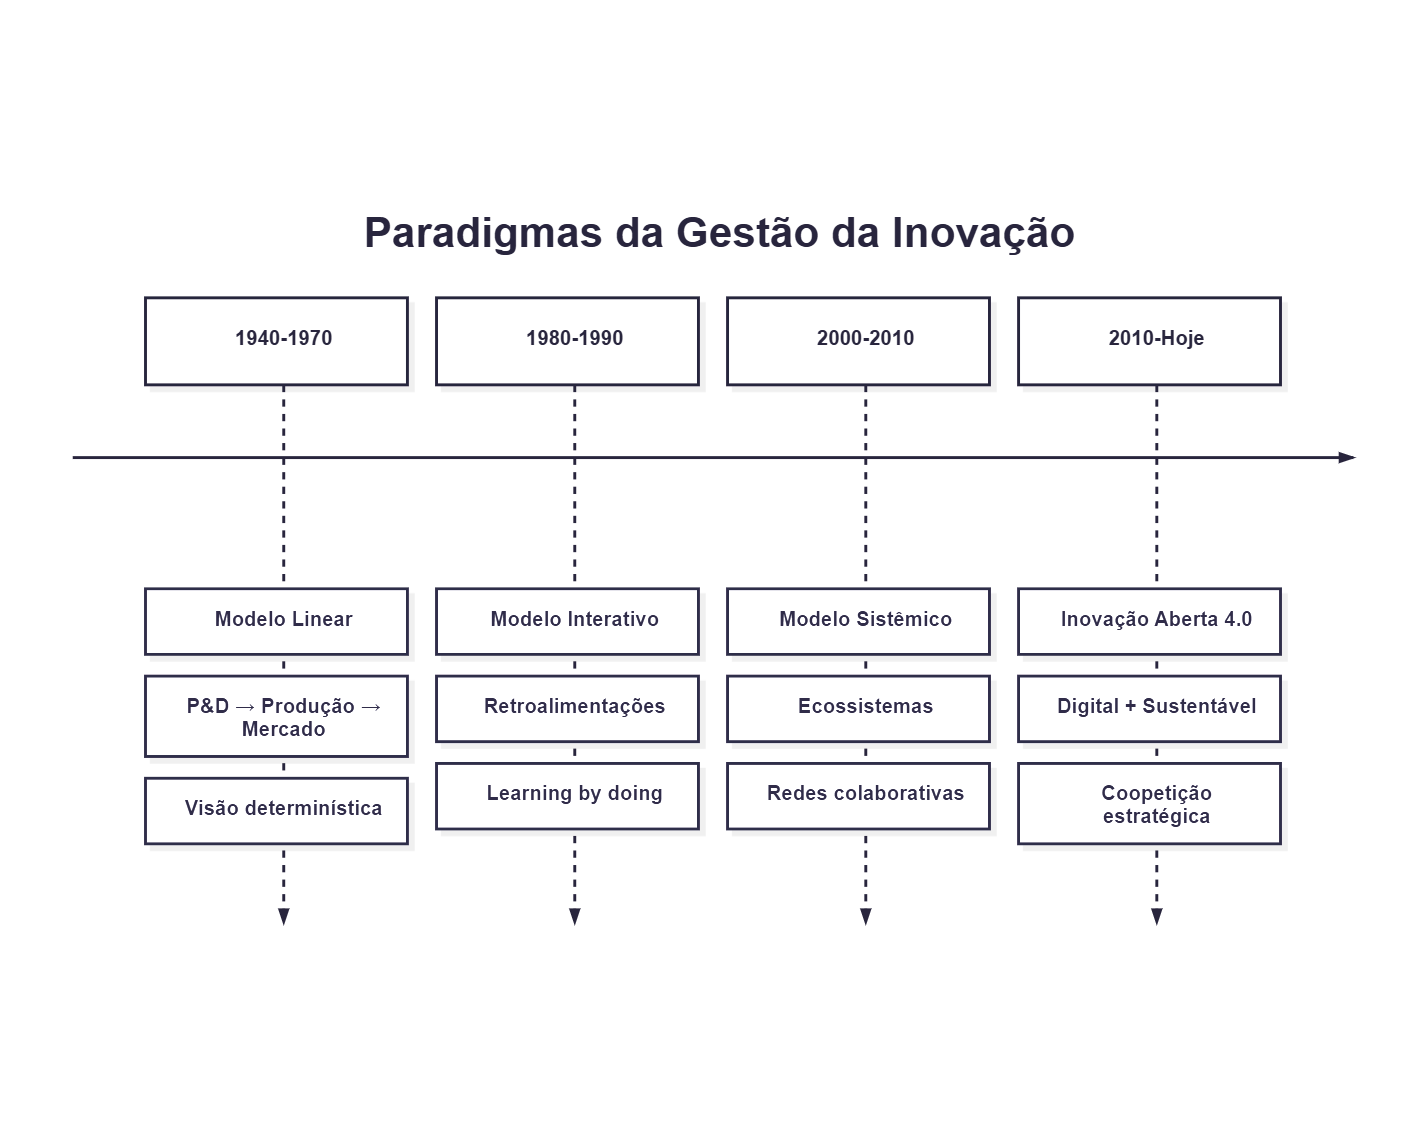 Paradigmas da Gestão da Inovação
1940-1970
1980-1990
2000-2010
2010-Hoje
Modelo Linear
P&D → Produção →
Mercado
Visão determinística
Modelo Interativo
Retroalimentações
Learning by doing
Modelo Sistêmico
Ecossistemas
Redes colaborativas
Inovação Aberta 4.0
Digital + Sustentável
Coopetição
estratégica